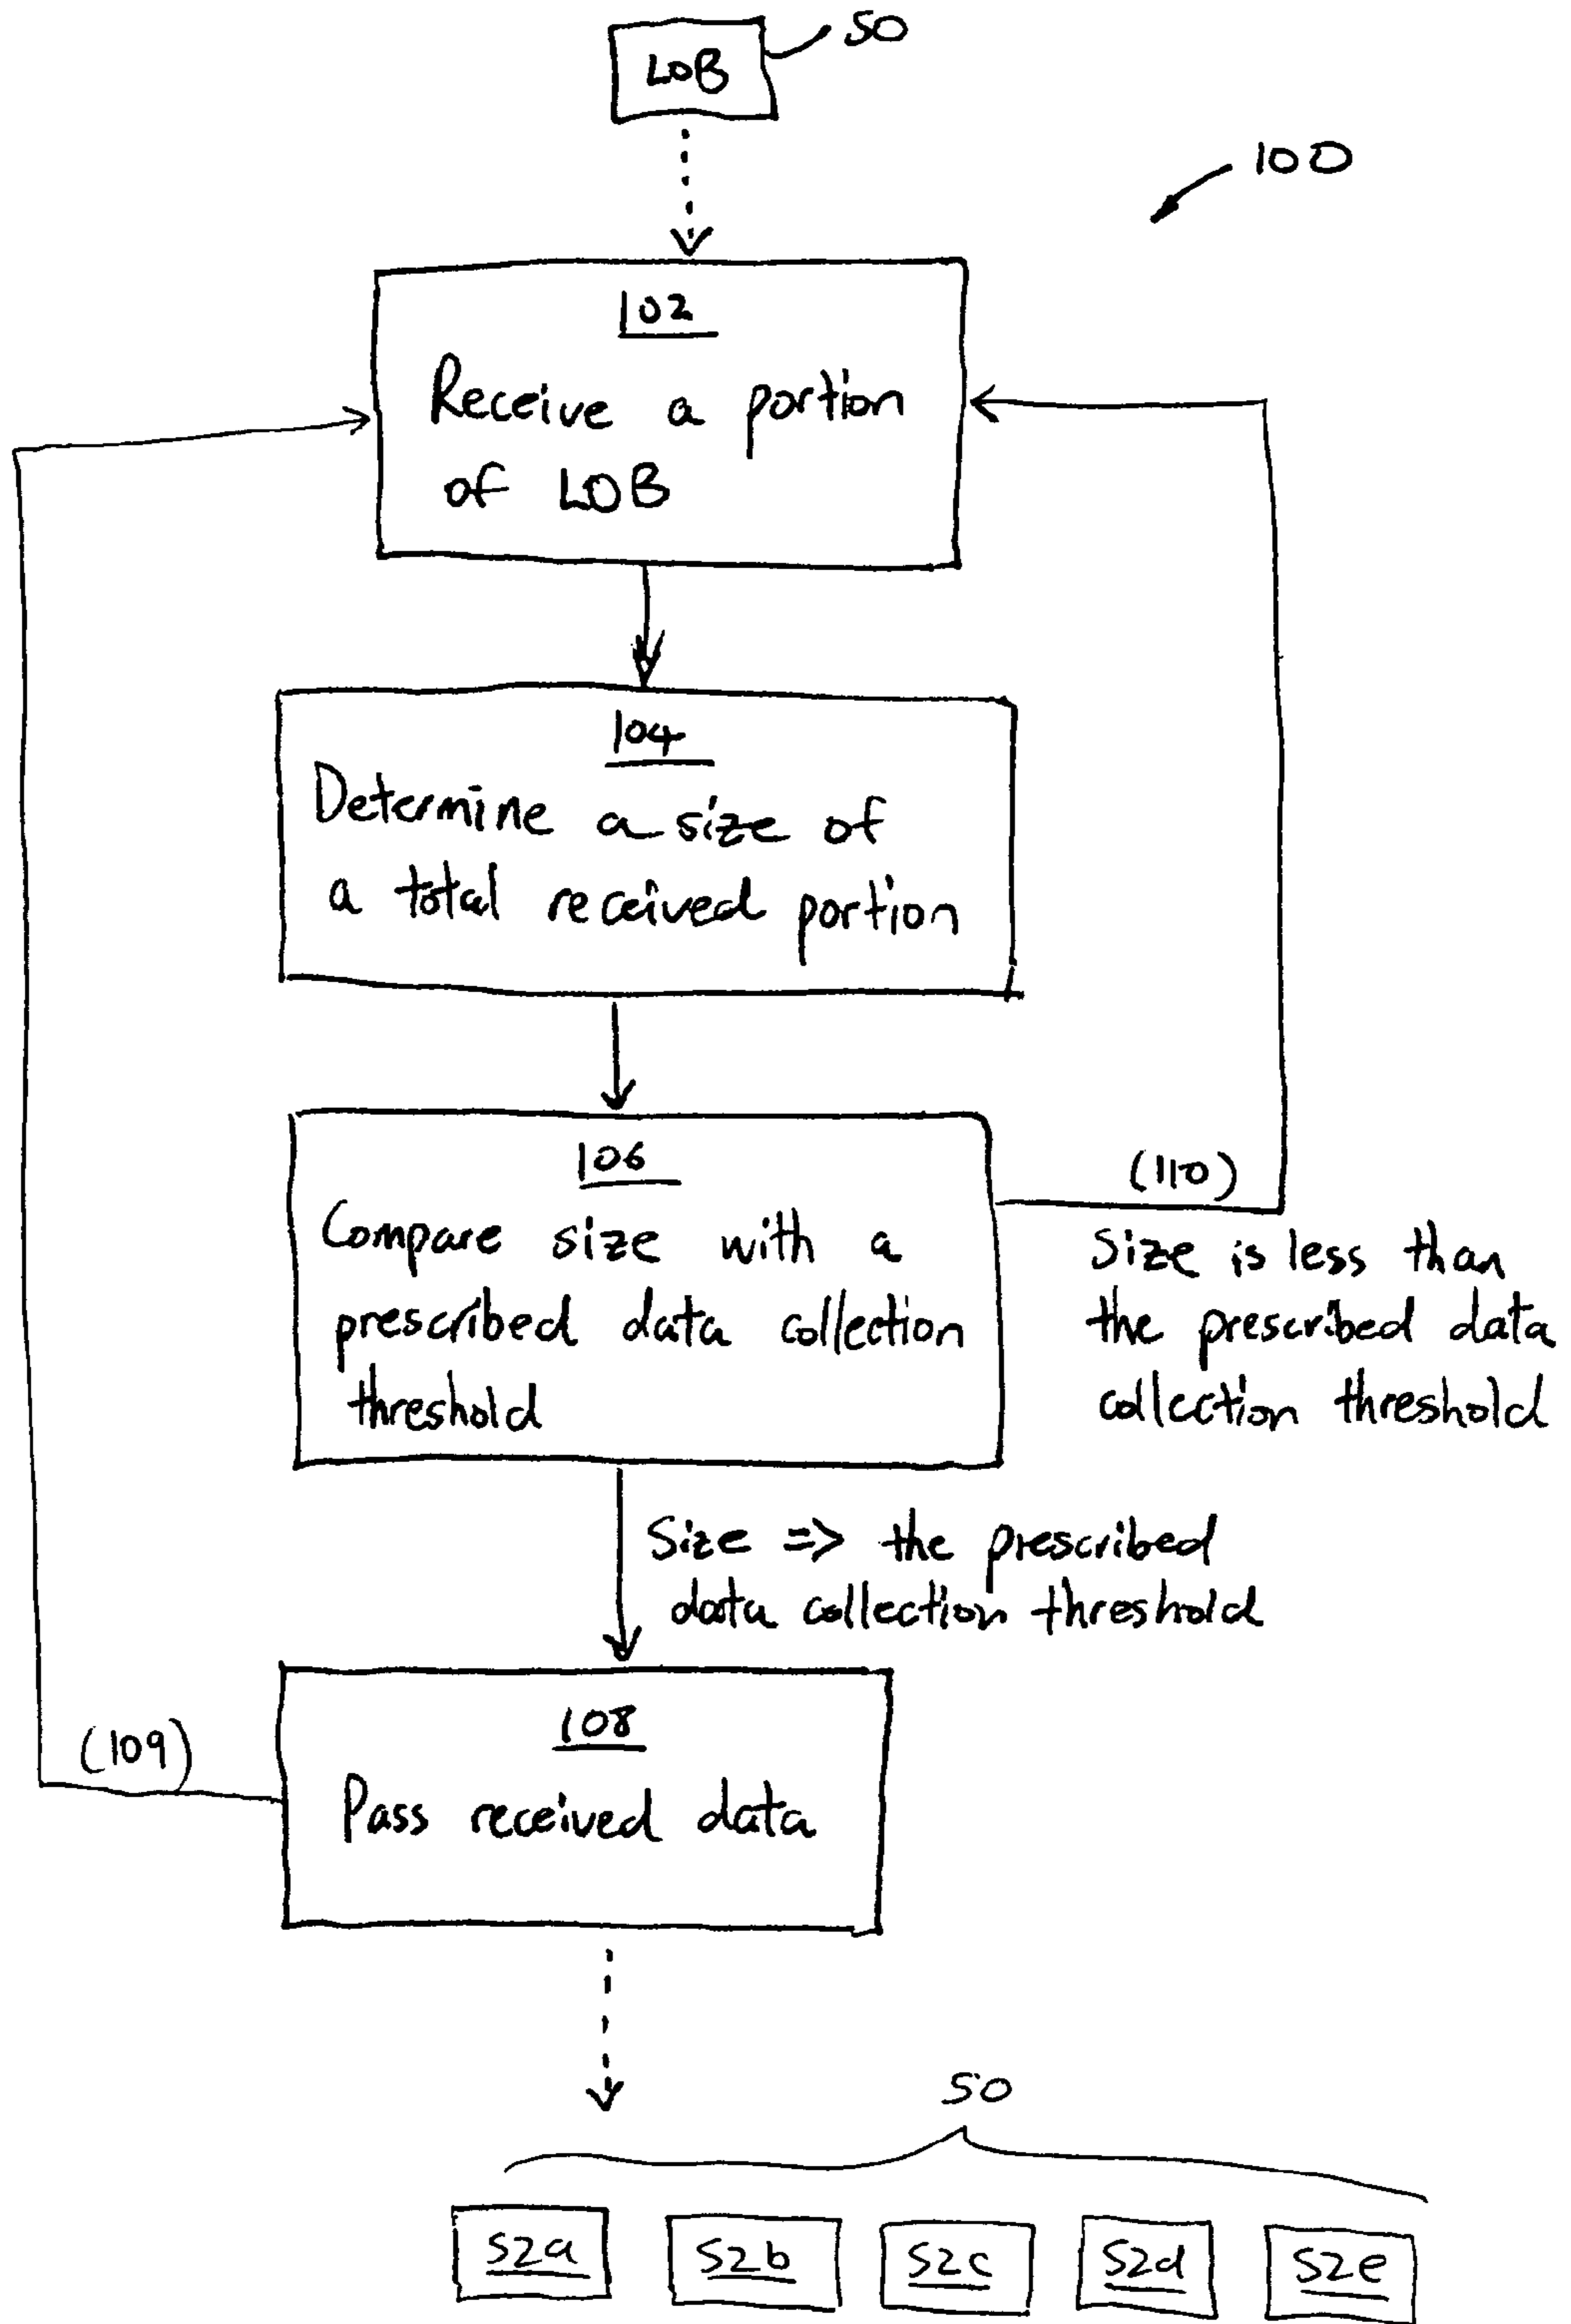 LOB
50
100
102
Receive a portion
of LOB
104
Determine a size of
a total received portion
106
Compare size with a
prescribed data collection
threshold
(110)
Size is less than
the prescribed data
collection threshold
Size => the prescribed
data collection threshold
108
Pass received data
(109)
50
52a 52b 52c 52d 52e